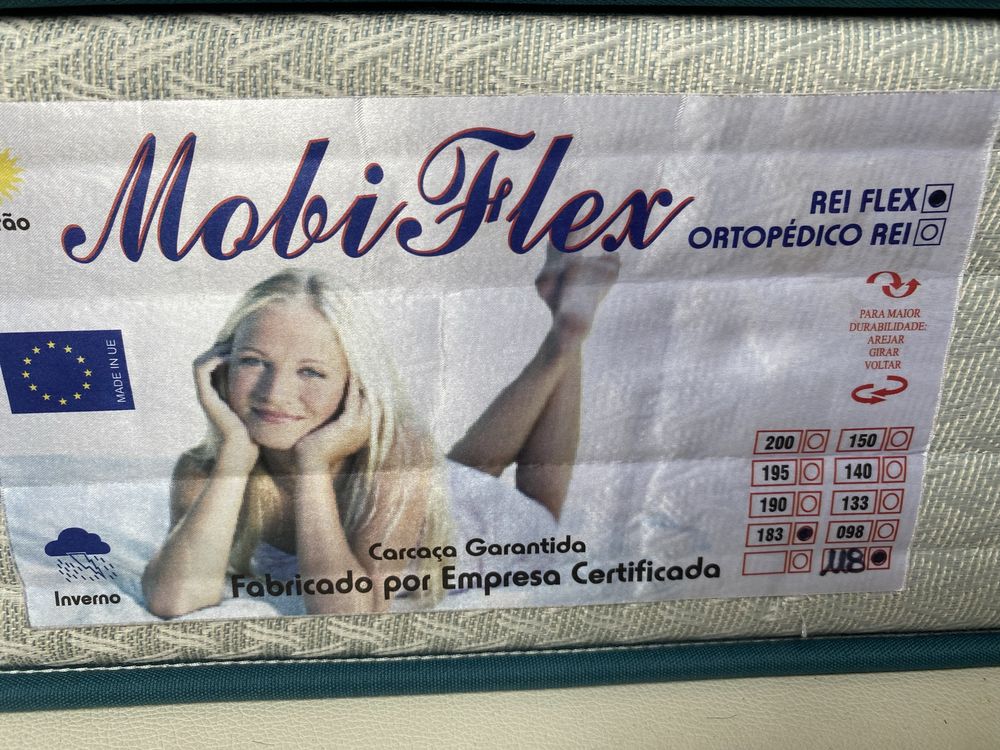 MobiFlex
REI FLEX
ORTOPÉDICO REI
MADE IN UE
PARA MAIOR
DURABILIDADE:
AREJAR
GIRAR
VOLTAR
200 150
195 140
190 133
183 098
118
Carcaça Garantida
Fabricado por Empresa Certificada
Inverno